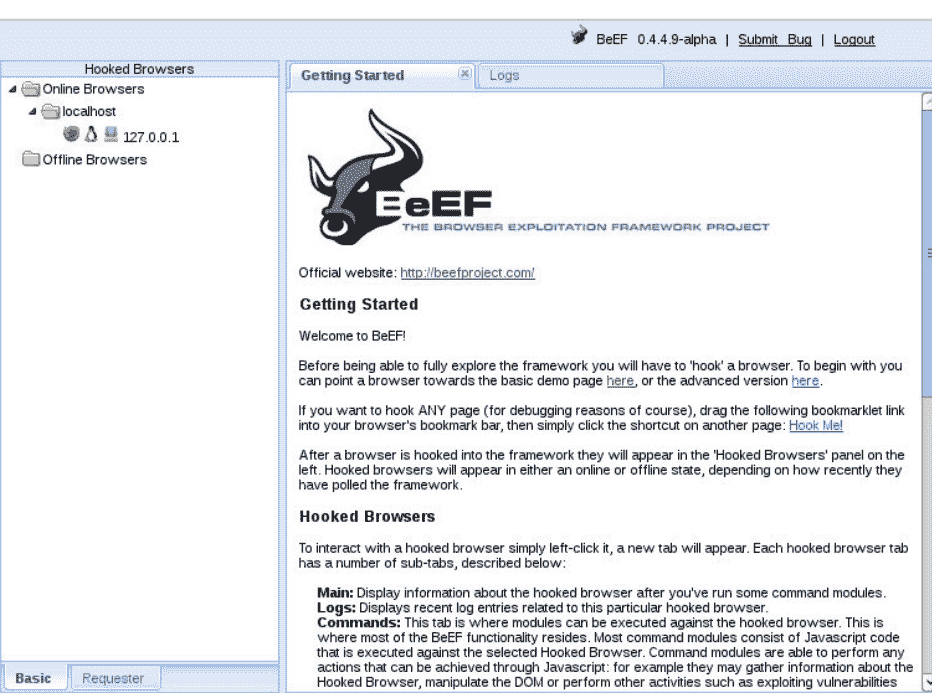 BeEF 0.4.4.9-alpha | Submit Bug | Logout
Hooked Browsers
Online Browsers
localhost
127.0.0.1
Offline Browsers
Basic
Requester
Getting Started
Logs
BeEF
THE BROWSER EXPLOITATION FRAMEWORK PROJECT
Official website: http://beefproject.com/
Getting Started
Welcome to BeEF!
Before being able to fully explore the framework you will have to 'hook' a browser. To begin with you
can point a browser towards the basic demo page here, or the advanced version here.
If you want to hook ANY page (for debugging reasons of course), drag the following bookmarklet link
into your browser's bookmark bar, then simply click the shortcut on another page: Hook Me!
After a browser is hooked into the framework they will appear in the 'Hooked Browsers' panel on the
left. Hooked browsers will appear in either an online or offline state, depending on how recently they
have polled the framework.
Hooked Browsers
To interact with a hooked browser simply left-click it, a new tab will appear. Each hooked browser tab
has a number of sub-tabs, described below:
Main: Display information about the hooked browser after you've run some command modules.
Logs: Displays recent log entries related to this particular hooked browser.
Commands: This tab is where modules can be executed against the hooked browser. This is
where most of the BeEF functionality resides. Most command modules consist of Javascript code
that is executed against the selected Hooked Browser. Command modules are able to perform any
actions that can be achieved through Javascript: for example they may gather information about the
Hooked Browser, manipulate the DOM or perform other activities such as exploiting vulnerabilities